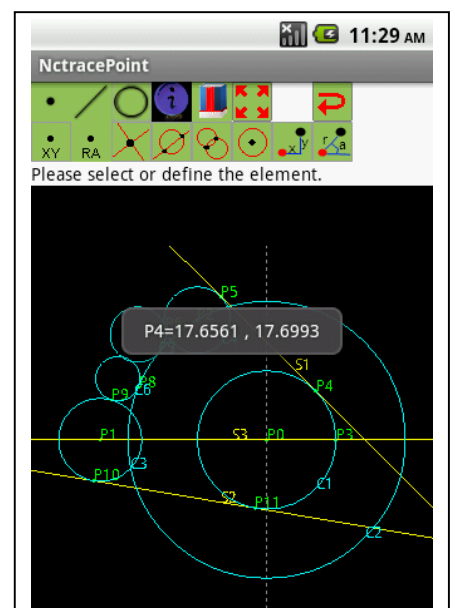 11:29 AM
NctracePoint
i
XY RA x y r a
Please select or define the element.
P5
P4=17.6561 , 17.6993
S1
P8 P4
P9 C6
P1 S3 P0 P3
C3
P10 C1
S2 P11
C2